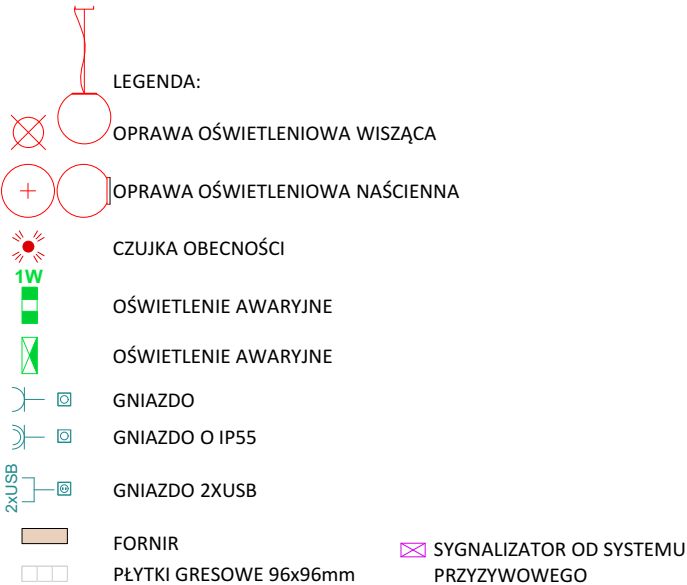 LEGENDA:
OPRAWA OŚWIETLENIOWA WISZĄCA
OPRAWA OŚWIETLENIOWA NAŚCIENNA
CZUJKA OBECNOŚCI
1W
OŚWIETLENIE AWARYJNE
OŚWIETLENIE AWARYJNE
GNIAZDO
GNIAZDO O IP55
2xUSB
GNIAZDO 2XUSB
FORNIR
PŁYTKI GRESOWE 96x96mm
SYGNALIZATOR OD SYSTEMU
PRZYZYWOWEGO